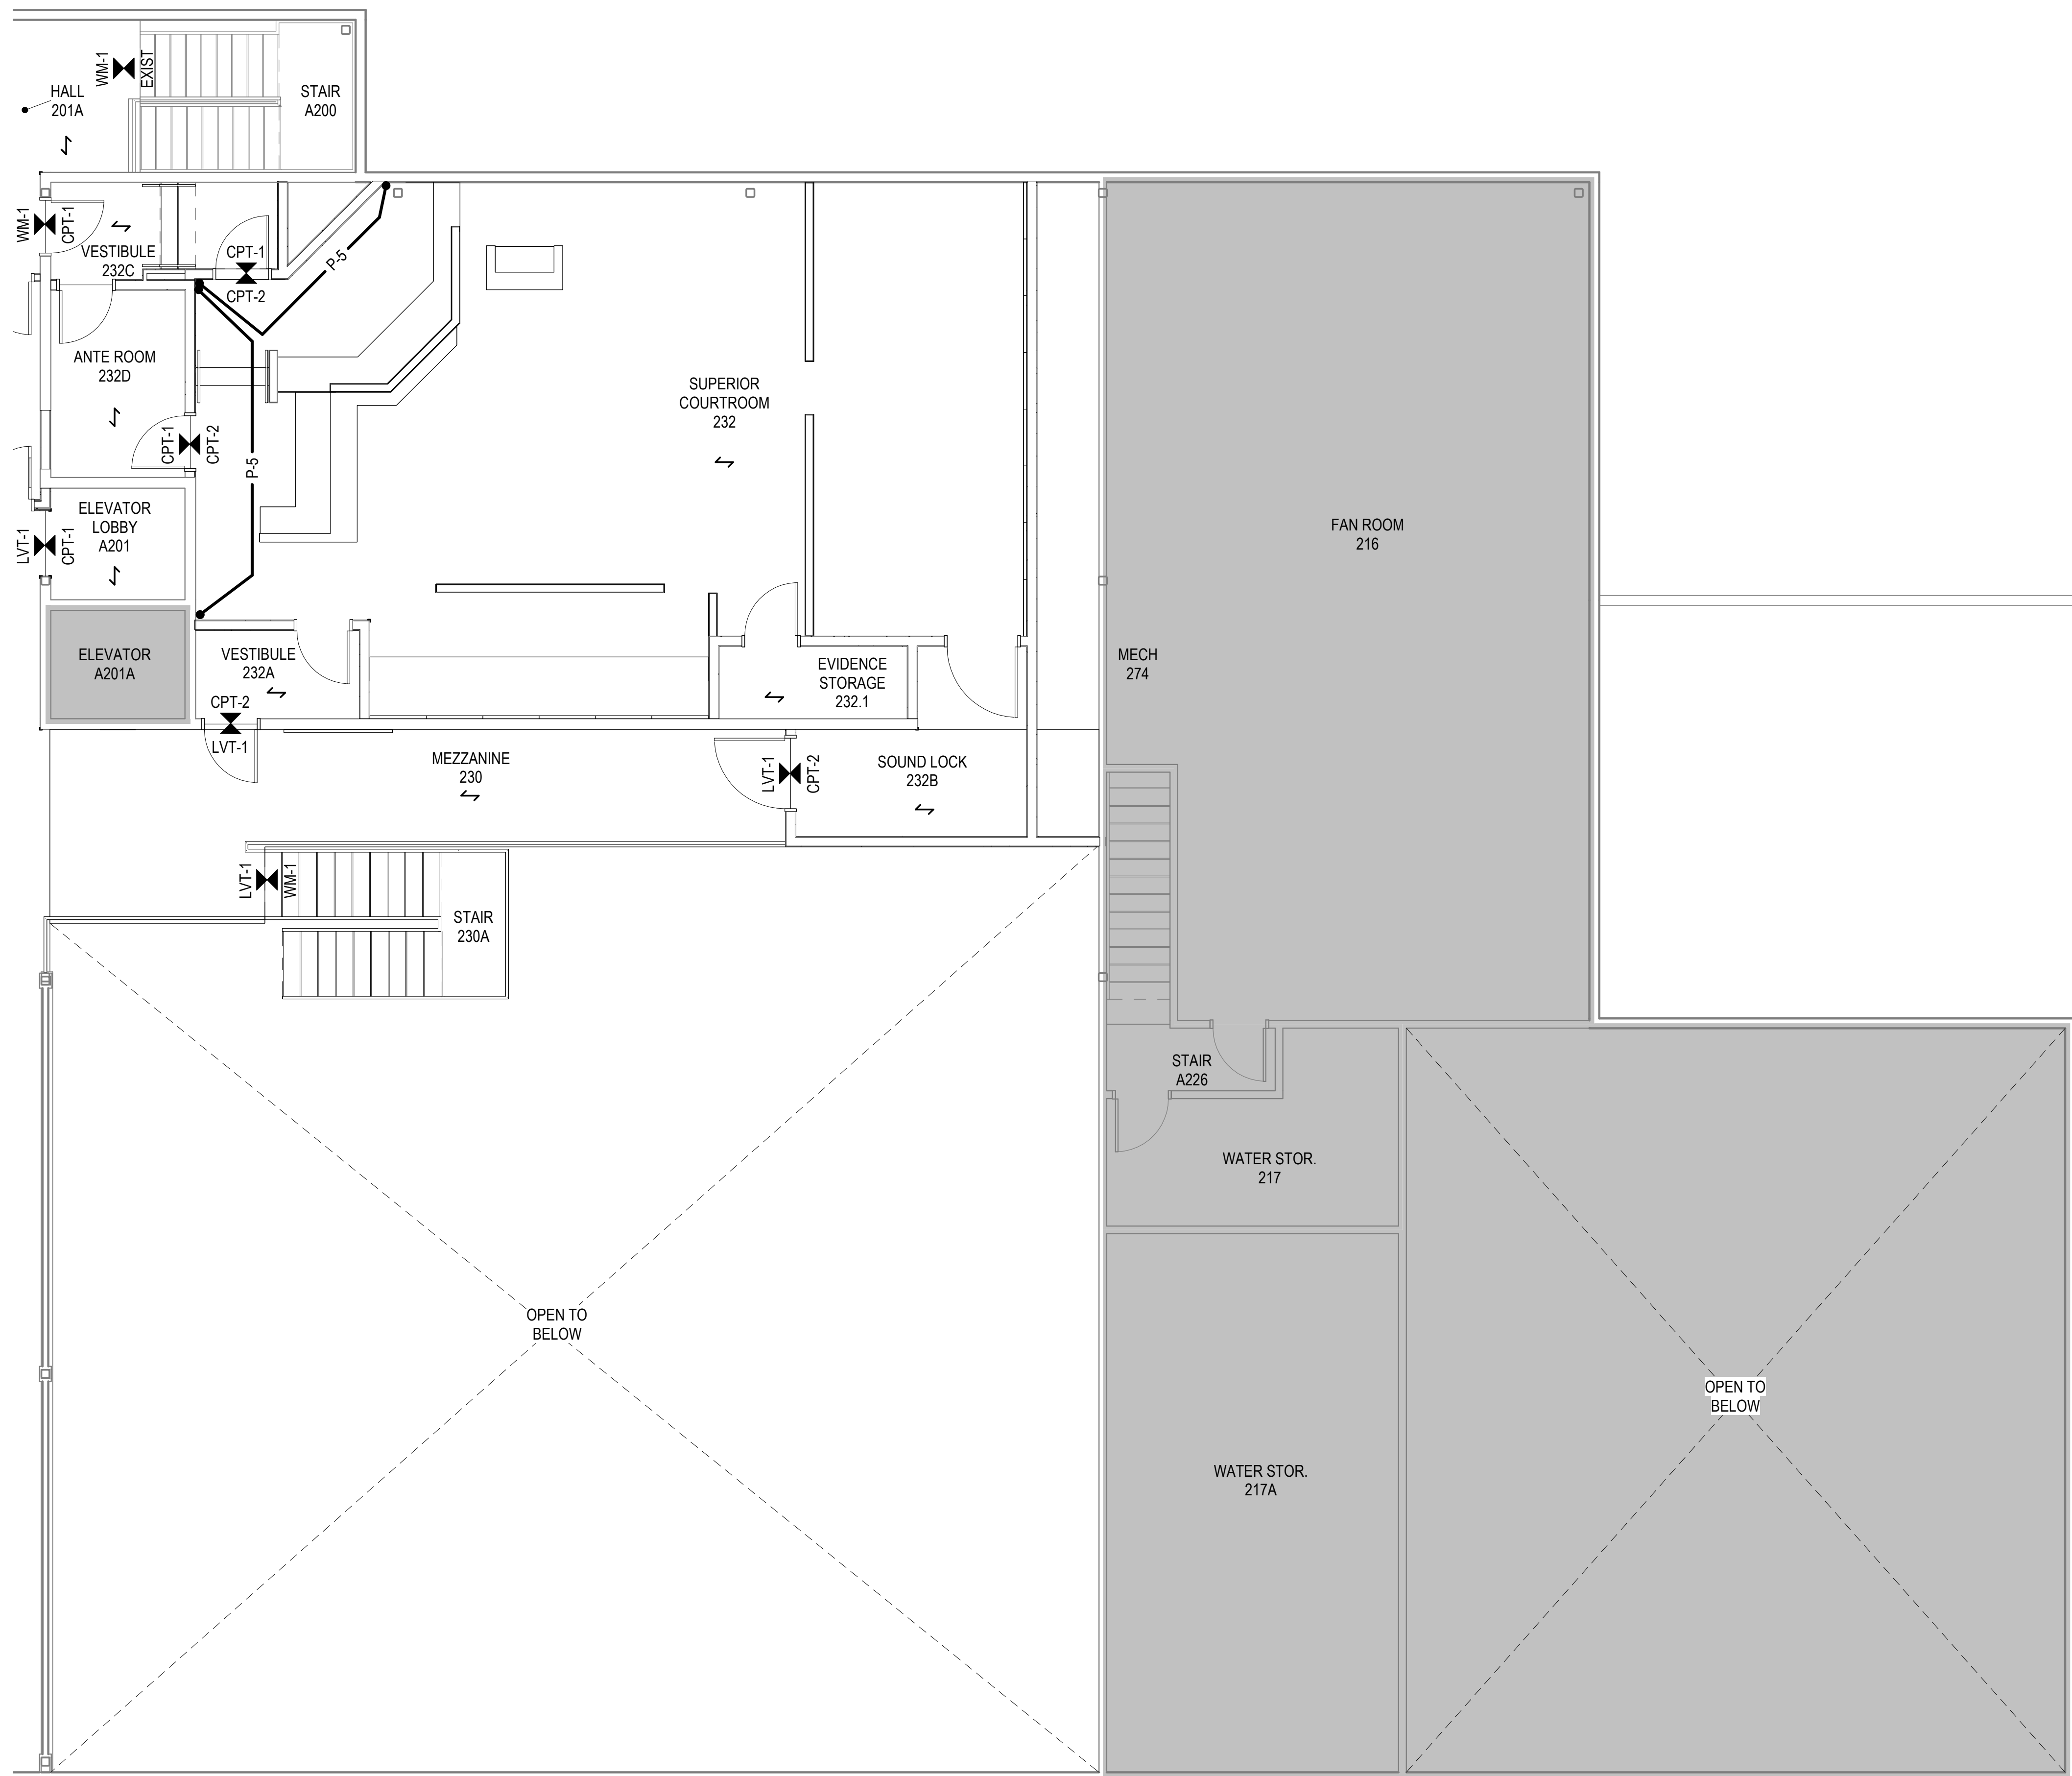 WM-1
EXIST
HALL
201A
STAIR
A200
WM-1
CPT-1
VESTIBULE
232C
CPT-1
CPT-2
P-5
ANTE ROOM
232D
CPT-1
CPT-2
P-5
SUPERIOR
COURTROOM
232
ELEVATOR
LOBBY
A201
LVT-1
CPT-1
FAN ROOM
216
ELEVATOR
A201A
VESTIBULE
232A
CPT-2
LVT-1
EVIDENCE
STORAGE
232.1
MECH
274
MEZZANINE
230
LVT-1
CPT-2
SOUND LOCK
232B
LVT-1
WM-1
STAIR
230A
STAIR
A226
WATER STOR.
217
OPEN TO
BELOW
OPEN TO
BELOW
WATER STOR.
217A